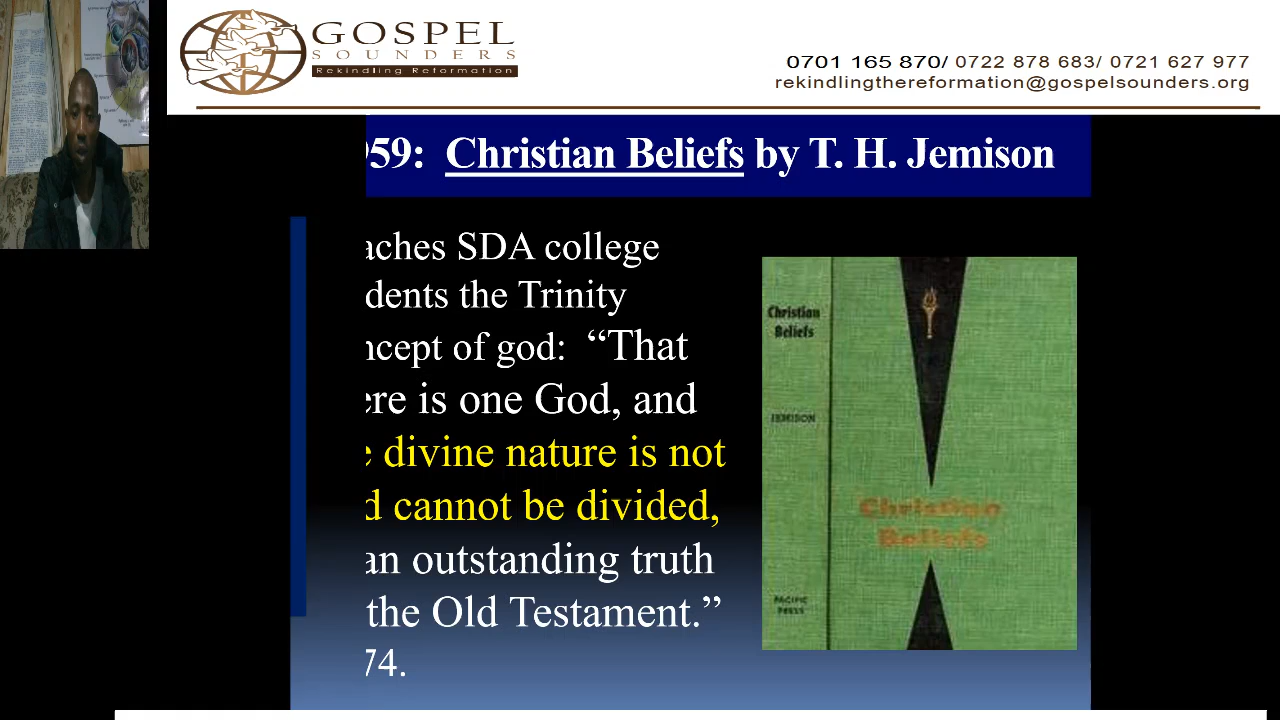 GOSPEL
SOUNDERS
Rekindling Reformation
0701 165 870/ 0722 878 683/ 0721 627 977
rekindlingthereformation@gospelsounders.org
959: Christian Beliefs by T. H. Jemison
aches SDA college
dents the Trinity
ncept of god: “That
ere is one God, and
e divine nature is not
d cannot be divided,
an outstanding truth
the Old Testament.”
74.
Christian
Beliefs
JEMISON
PACIFIC
PRESS
Christian
Beliefs